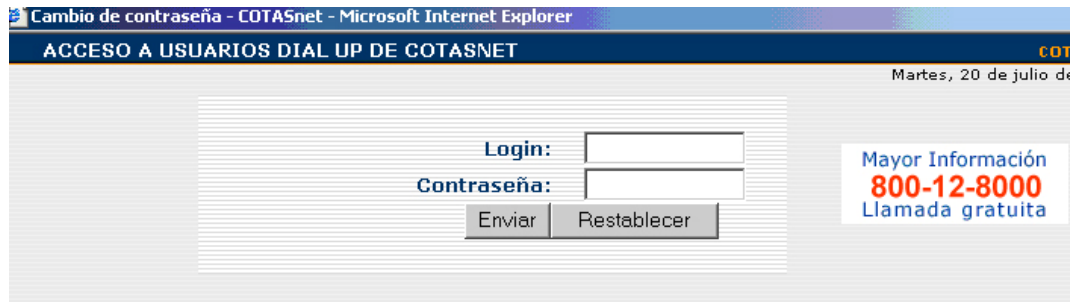 Cambio de contraseña - COTASnet - Microsoft Internet Explorer
ACCESO A USUARIOS DIAL UP DE COTASNET
COT
Martes, 20 de julio de
Login:
Contraseña:
Enviar Restablecer
Mayor Información
800-12-8000
Llamada gratuita